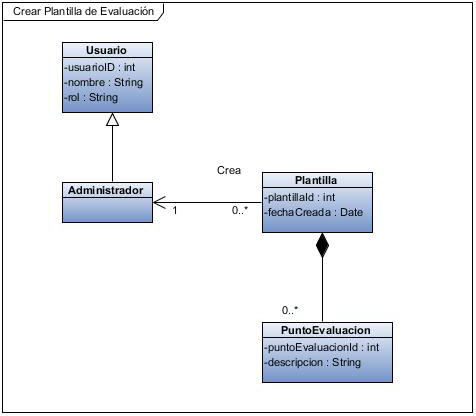 Crear Plantilla de Evaluación
Usuario
-usuarioID : int
-nombre : String
-rol : String
Administrador
Crea
1
0..*
Plantilla
-plantillaId : int
-fechaCreada : Date
0..*
PuntoEvaluacion
-puntoEvaluacionId : int
-descripcion : String